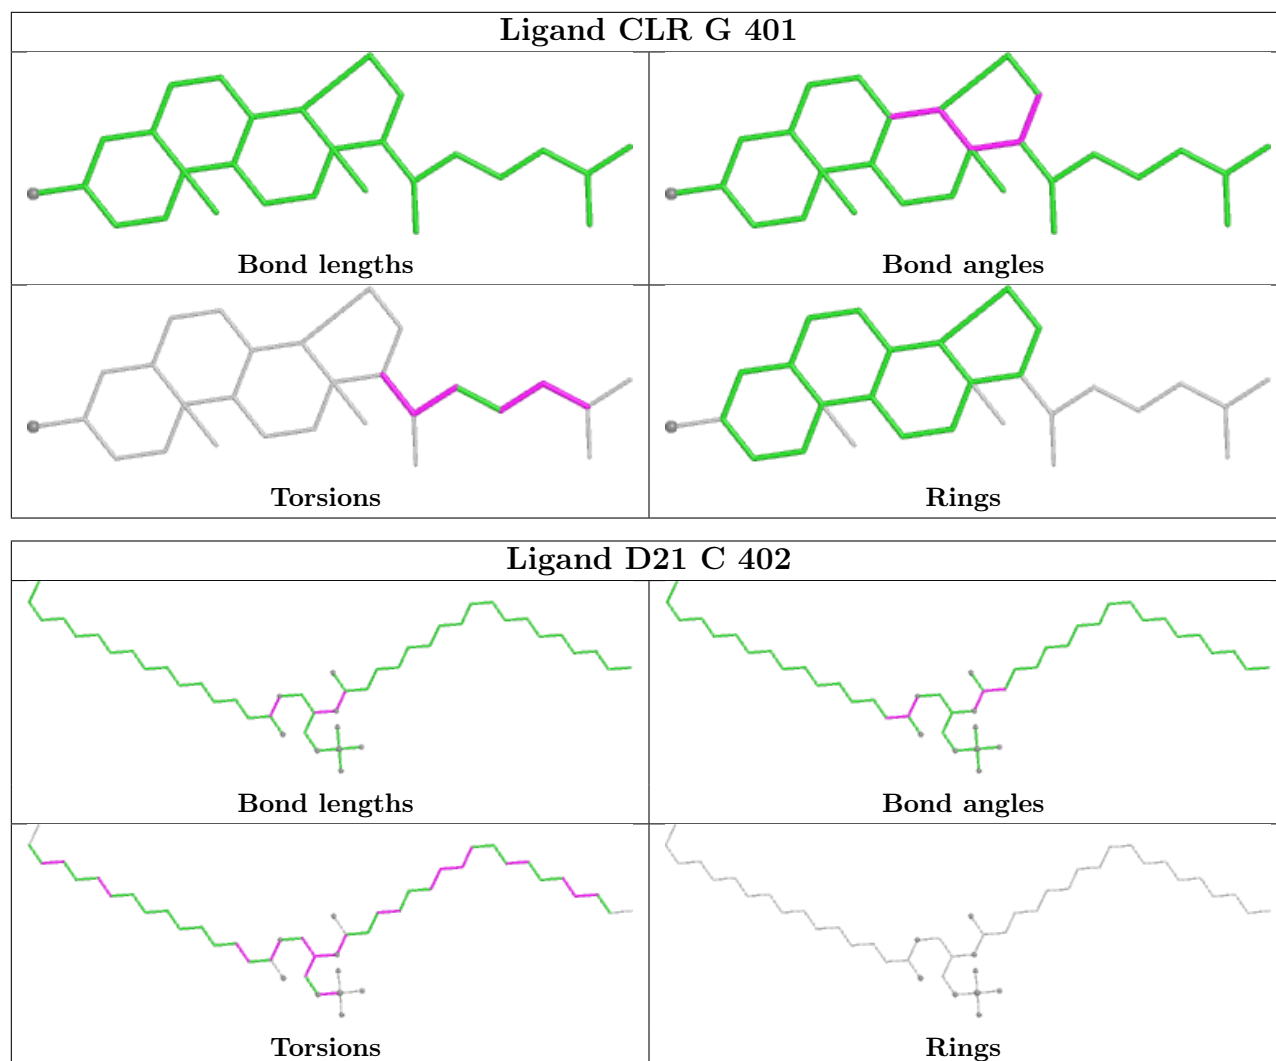 Ligand CLR G 401
Bond lengths
Bond angles
Torsions
Rings
Ligand D21 C 402
Bond lengths
Bond angles
Torsions
Rings